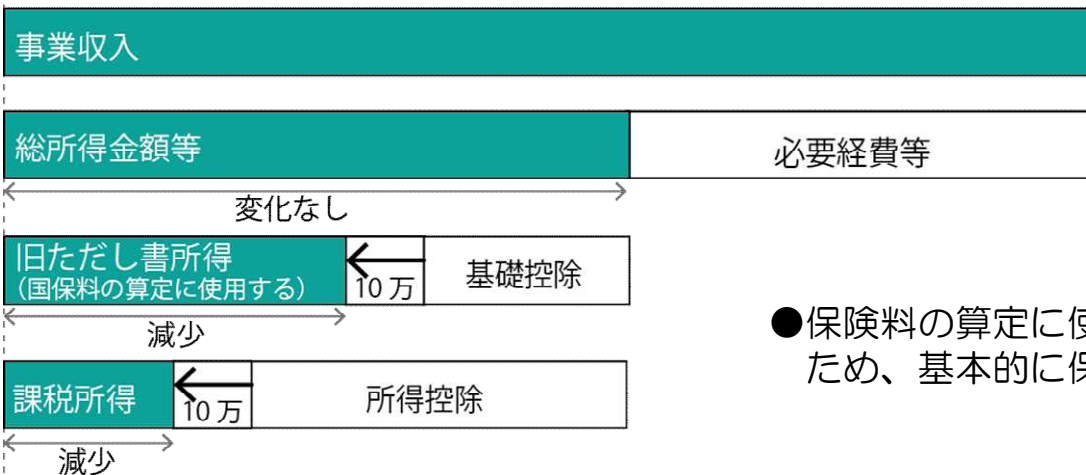 事業収入
総所得金額等
必要経費等
変化なし
旧ただし書所得
(国保料の算定に使用する)
10万
基礎控除
減少
●保険料の算定に使
ため、基本的に保
課税所得
10万
所得控除
減少